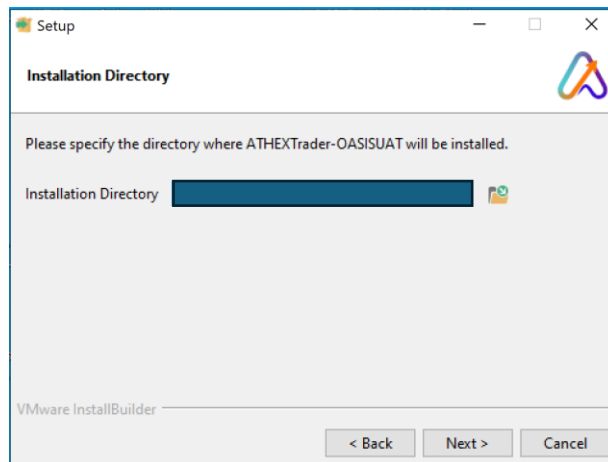 Setup
Installation Directory
Please specify the directory where ATHEXTrader-OASISUAT will be installed.
Installation Directory
VMware InstallBuilder
< Back Next > Cancel